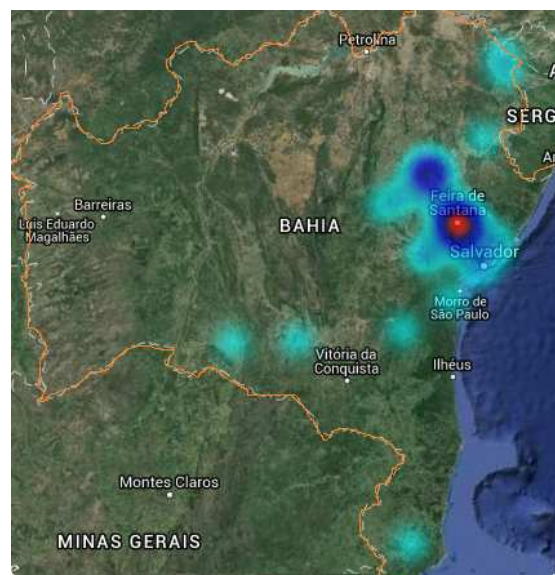 Petrolina
A
SERG
Ar
Feira de
Santana
Barreiras
Luís Eduardo
Magalhães
BAHIA
Salvador
Morro de
São Paulo
Vitória da
Conquista
Ilhéus
Montes Claros
MINAS GERAIS